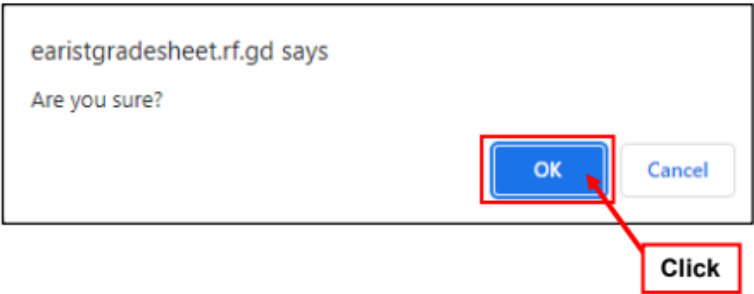 earistgradesheet.rf.gd says
Are you sure?
OK
Cancel
Click